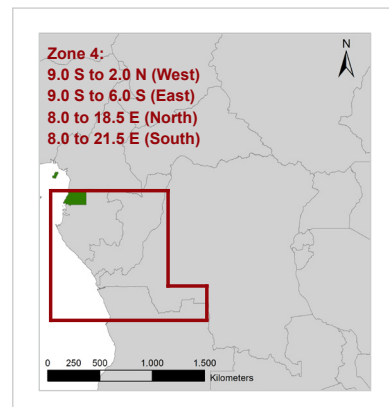 Zone 4:
9.0 S to 2.0 N (West)
9.0 S to 6.0 S (East)
8.0 to 18.5 E (North)
8.0 to 21.5 E (South)
N
0 250 500 1.000 1.500
Kilometers